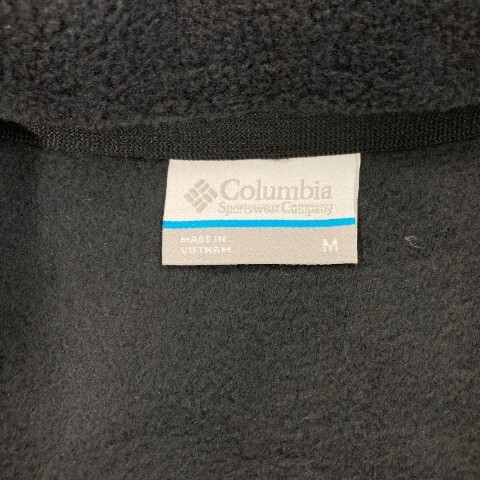 Columbia
Sportswear Company
MADE IN
VIETNAM
M